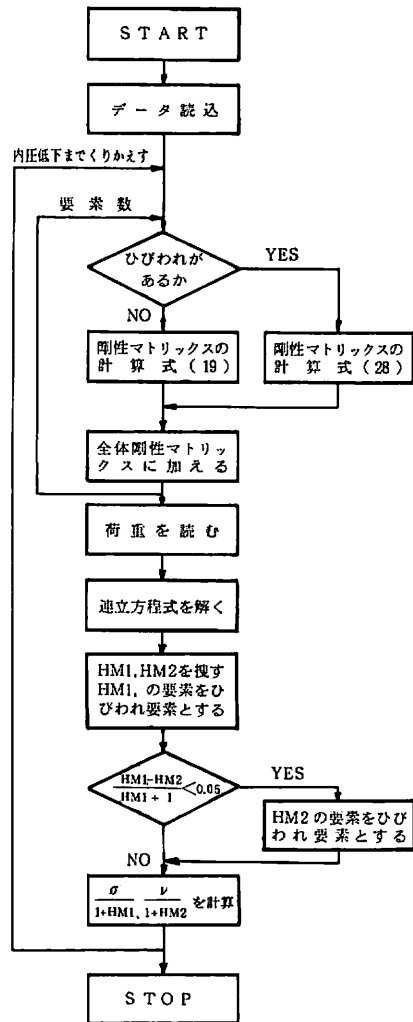 START
データ読込
内圧低下までくりかえす
要素数
ひびわれが
あるか
YES
NO
剛性マトリックスの
計算式(19)
剛性マトリックスの
計算式(28)
全体剛性マトリッ
クスに加える
荷重を読む
連立方程式を解く
HM1,HM2を捜す
HM1,の要素をひ
びわれ要素とする
HM1-HM2/HM1+1<0.05
YES
HM2の要素をひび
われ要素とする
NO
σ/1+HM1, ν/1+HM2を計算
STOP